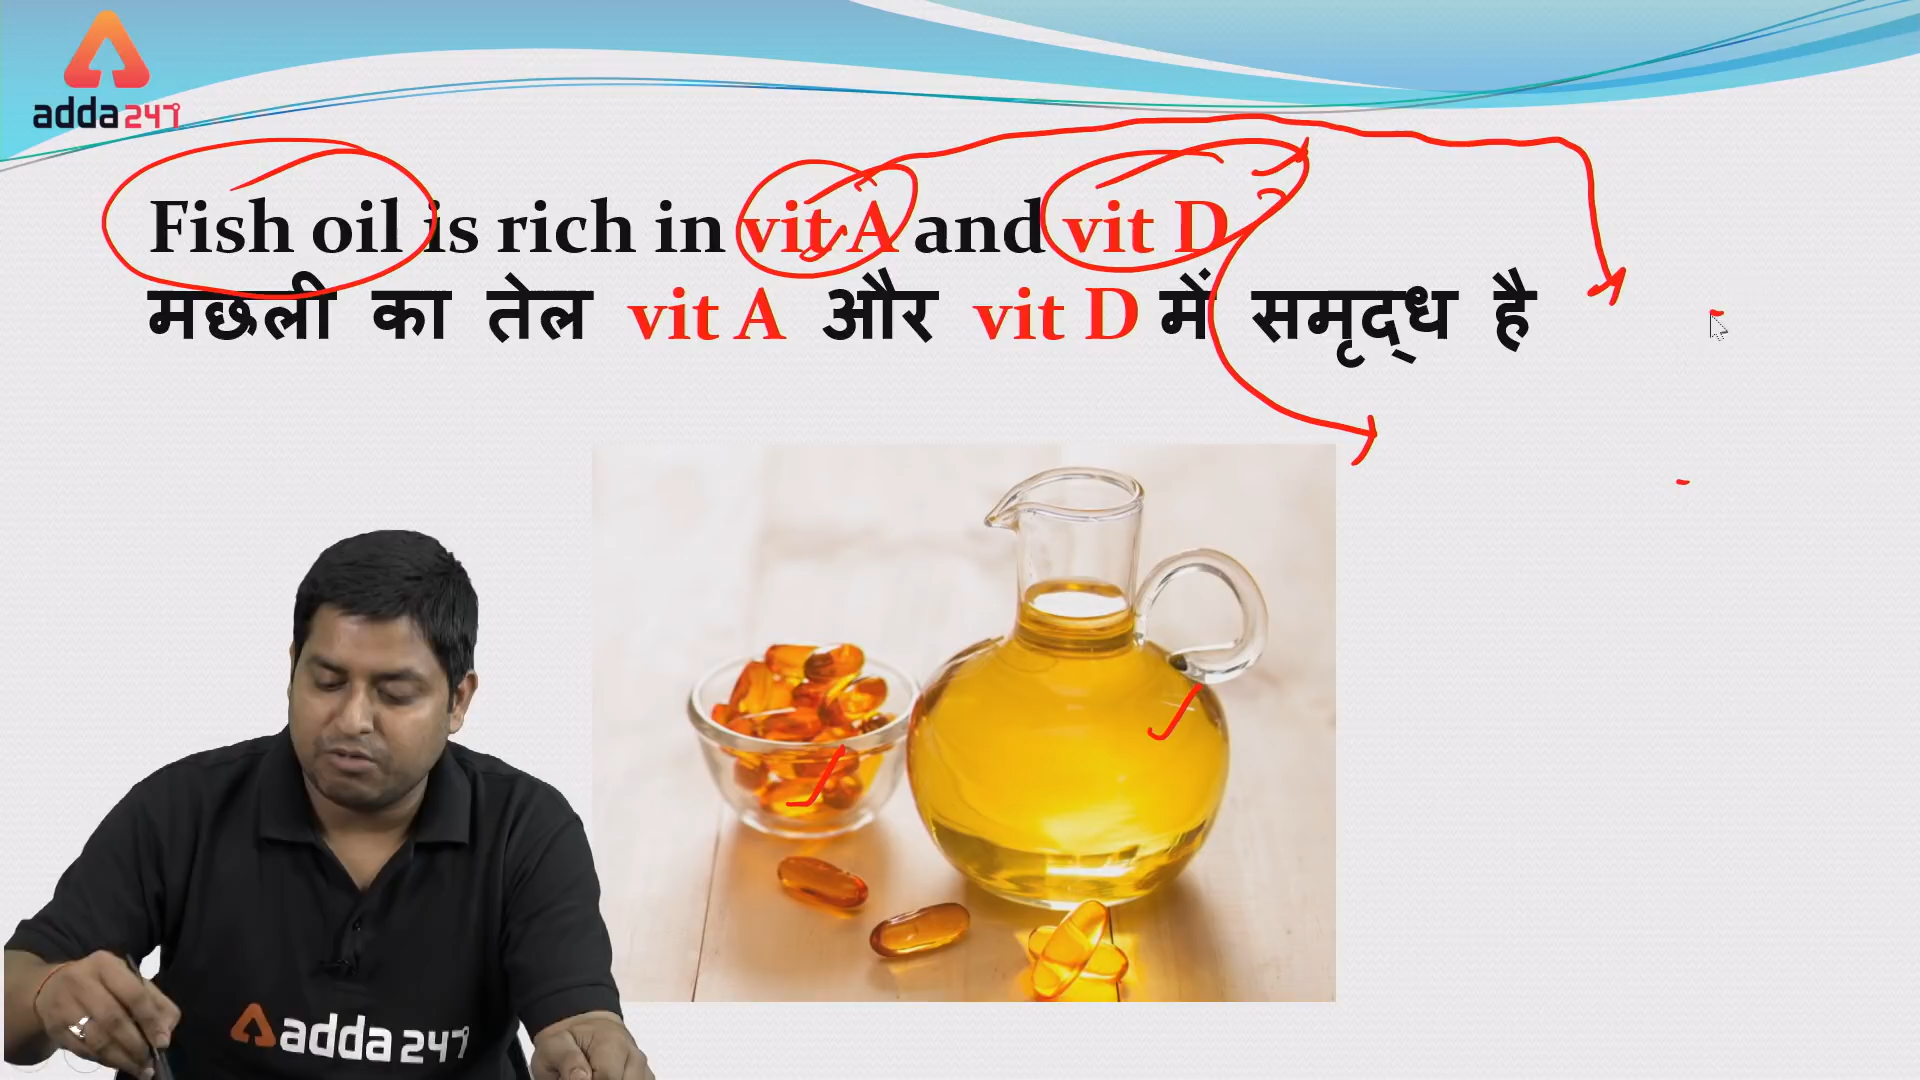 adda247
Fish oil is rich in vit A and vit D
मछली का तेल vit A और vit D में समृद्ध है
adda247